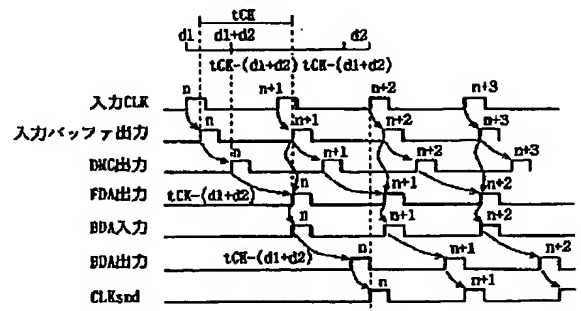 tCK
d1 d1+d2 d2
tCK-(d1+d2) tCK-(d1+d2)
入力CLK n n+1 n+2 n+3
入力バッファ出力 n n+1 n+2 n+3
DMC出力 n n+1 n+2 n+3
FDA出力 tCK-(d1+d2) n n+1 n+2
BDA入力 n n+1 n+2
BDA出力 tCK-(d1+d2) n n+1 n+2
CLKsnd n n+1